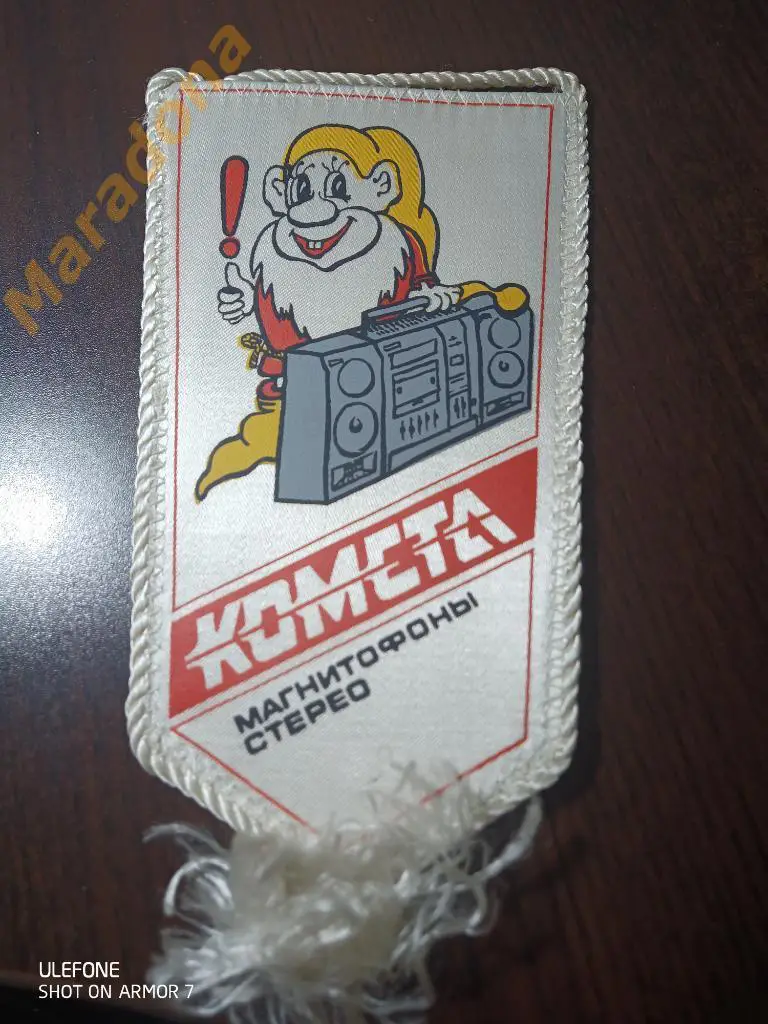 Maradona
!
КОМЕТА
МАГНИТОФОНЫ
СТЕРЕО
ULEFONE
SHOT ON ARMOR 7